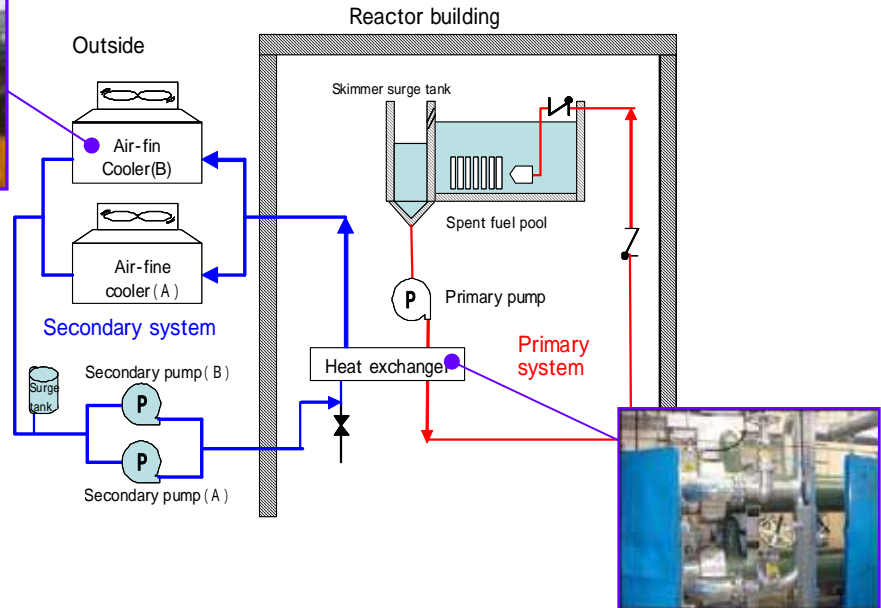 Reactor building
Outside
Skimmer surge tank
Air-fin
Cooler(B)
Spent fuel pool
Air-fine
cooler(A)
P
Primary pump
Secondary system
Primary
system
Heat exchanger
Secondary pump(B)
Surge
tank
P
P
Secondary pump(A)